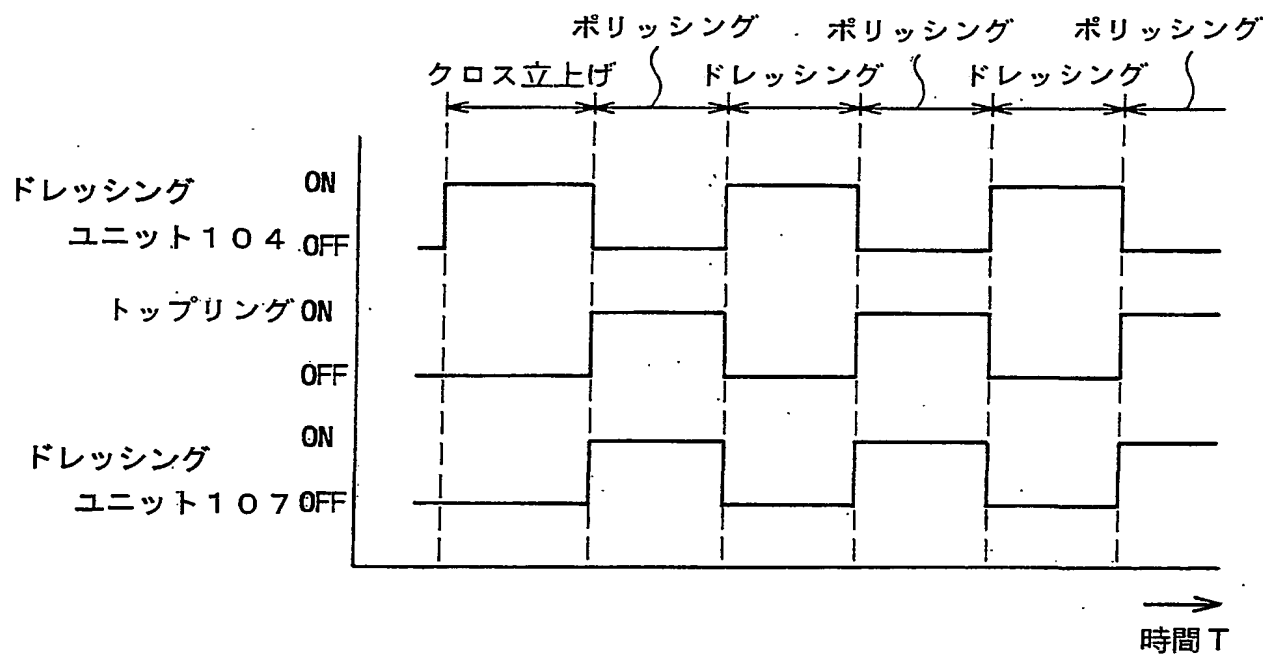 ポリッシング ポリッシング ポリッシング
クロス立上げ ドレッシング ドレッシング
ドレッシング ON
ユニット104 OFF
トップリング ON
OFF
ON
ドレッシング
ユニット107 OFF
時間T